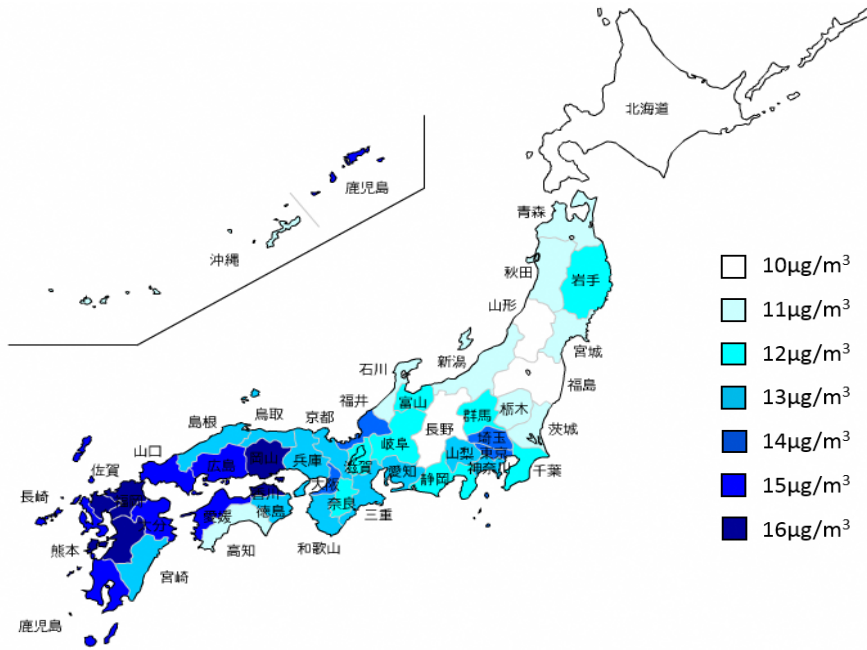 北海道
鹿児島
沖縄
青森
秋田
岩手
山形
宮城
新潟
福島
石川
富山
福井
群馬
栃木
茨城
長野
埼玉
岐阜
山梨
東京
神奈川
千葉
静岡
愛知
滋賀
京都
兵庫
大阪
奈良
三重
和歌山
鳥取
島根
岡山
広島
山口
香川
徳島
愛媛
高知
佐賀
長崎
大分
熊本
宮崎
鹿児島
10μg/m³
11μg/m³
12μg/m³
13μg/m³
14μg/m³
15μg/m³
16μg/m³